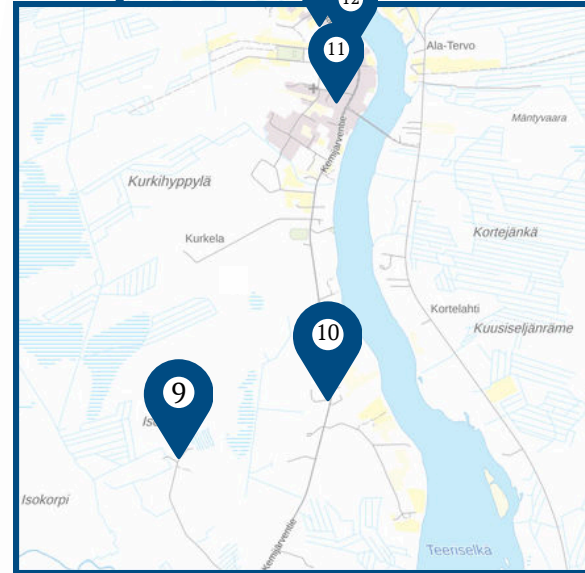 12
11
Ala-Tervo
Mäntyvaara
Kemijärventie
Kurkihyppylä
Kurkela
Kortejänkä
Kortelahti
10
Kuusiseljänräme
9
Isokorpi
Kemijärventie
Teenselkä